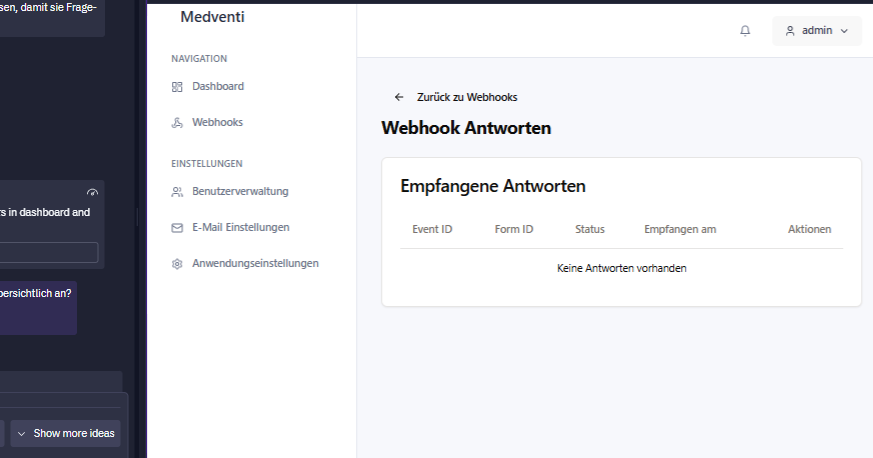 sen, damit sie Frage-
s in dashboard and
bersichtlich an?
Show more ideas
Medventi
NAVIGATION
Dashboard
Webhooks
EINSTELLUNGEN
Benutzerverwaltung
E-Mail Einstellungen
Anwendungseinstellungen
admin
Zurück zu Webhooks
Webhook Antworten
Empfangene Antworten
Event ID Form ID Status Empfangen am Aktionen
Keine Antworten vorhanden